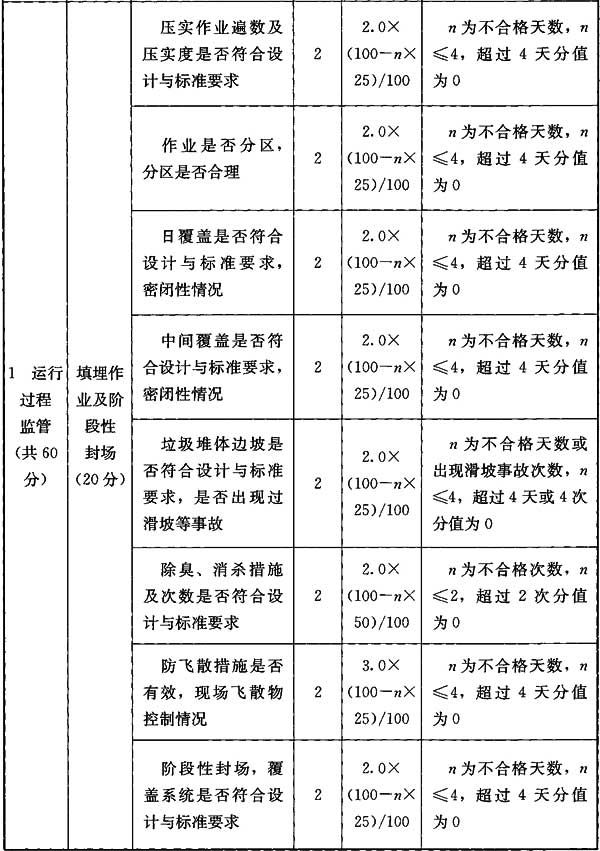 1 运行
过程
监管
(共60
分)
填埋作
业及阶
段性
封场
(20分)
压实作业遍数及
压实度是否符合设
计与标准要求
2
2.0×
(100-n×
25)/100
n为不合格天数,n
≤4,超过4天分值
为0
作业是否分区,
分区是否合理
2
2.0×
(100-n×
25)/100
n为不合格天数,n
≤4,超过4天分值
为0
日覆盖是否符合
设计与标准要求,
密闭性情况
2
2.0×
(100-n×
25)/100
n为不合格天数,n
≤4,超过4天分值
为0
中间覆盖是否符
合设计与标准要求,
密闭性情况
2
2.0×
(100-n×
25)/100
n为不合格天数,n
≤4,超过4天分值
为0
垃圾堆体边坡是
否符合设计与标准
要求,是否出现过
滑坡等事故
2
2.0×
(100-n×
25)/100
n为不合格天数或
出现滑坡事故次数,n
≤4,超过4天或4次
分值为0
除臭、消杀措施
及次数是否符合设
计与标准要求
2
2.0×
(100-n×
50)/100
n为不合格次数,n
≤2,超过2次分值
为0
防飞散措施是否
有效,现场飞散物
控制情况
2
3.0×
(100-n×
25)/100
n为不合格天数,n
≤4,超过4天分值
为0
阶段性封场,覆
盖系统是否符合设
计与标准要求
2
2.0×
(100-n×
25)/100
n为不合格天数,n
≤4,超过4天分值
为0